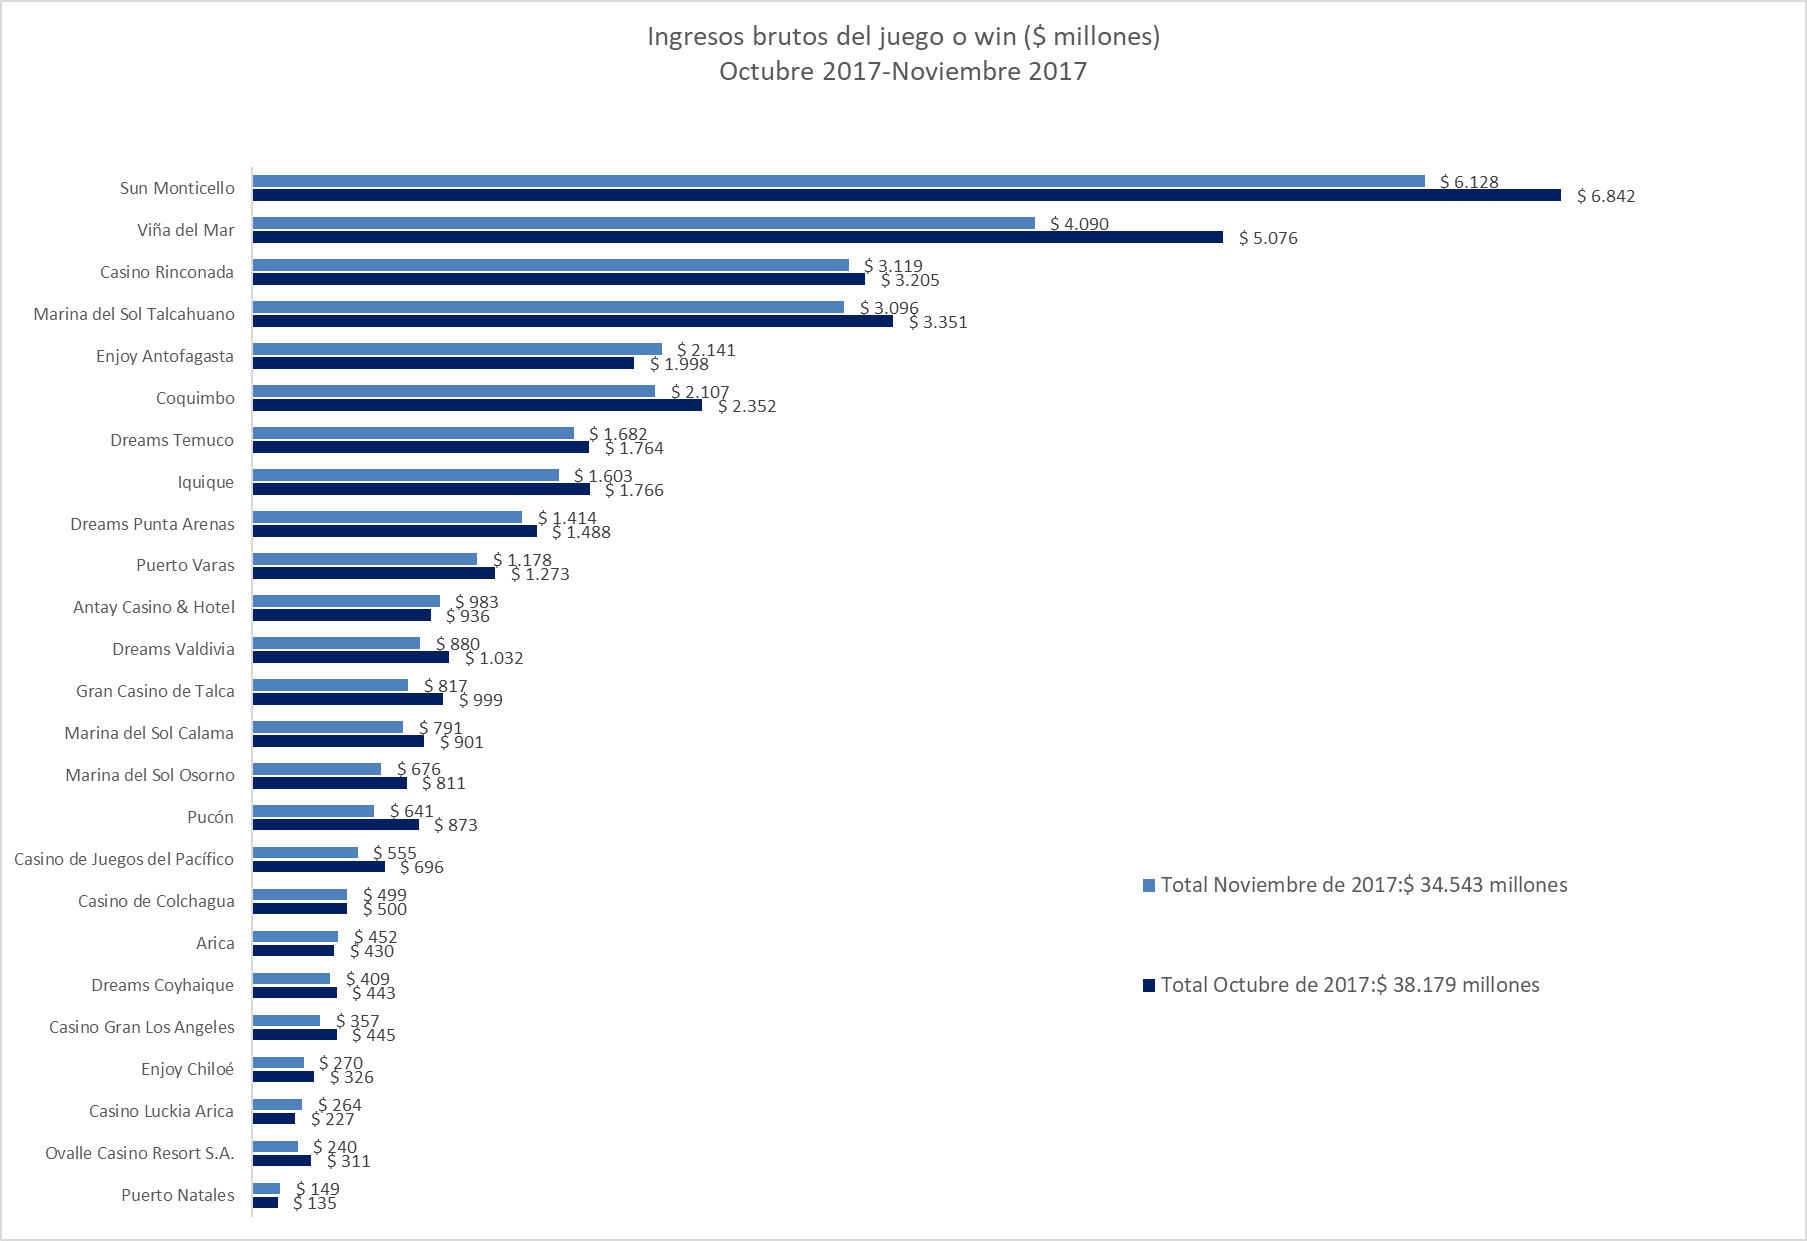 Ingresos brutos del juego o win ($ millones)
Octubre 2017-Noviembre 2017
Sun Monticello
$ 6.128
$ 6.842
Viña del Mar
$ 4.090
$ 5.076
Casino Rinconada
$ 3.119
$ 3.205
Marina del Sol Talcahuano
$ 3.096
$ 3.351
Enjoy Antofagasta
$ 2.141
$ 1.998
Coquimbo
$ 2.107
$ 2.352
Dreams Temuco
$ 1.682
$ 1.764
Iquique
$ 1.603
$ 1.766
Dreams Punta Arenas
$ 1.414
$ 1.488
Puerto Varas
$ 1.178
$ 1.273
Antay Casino & Hotel
$ 983
$ 936
Dreams Valdivia
$ 880
$ 1.032
Gran Casino de Talca
$ 817
$ 999
Marina del Sol Calama
$ 791
$ 901
Marina del Sol Osorno
$ 676
$ 811
Pucón
$ 641
$ 873
Casino de Juegos del Pacífico
$ 555
$ 696
Casino de Colchagua
$ 499
$ 500
Arica
$ 452
$ 430
Dreams Coyhaique
$ 409
$ 443
Casino Gran Los Angeles
$ 357
$ 445
Enjoy Chiloé
$ 270
$ 326
Casino Luckia Arica
$ 264
$ 227
Ovalle Casino Resort S.A.
$ 240
$ 311
Puerto Natales
$ 149
$ 135
Total Noviembre de 2017:$ 34.543 millones
Total Octubre de 2017:$ 38.179 millones